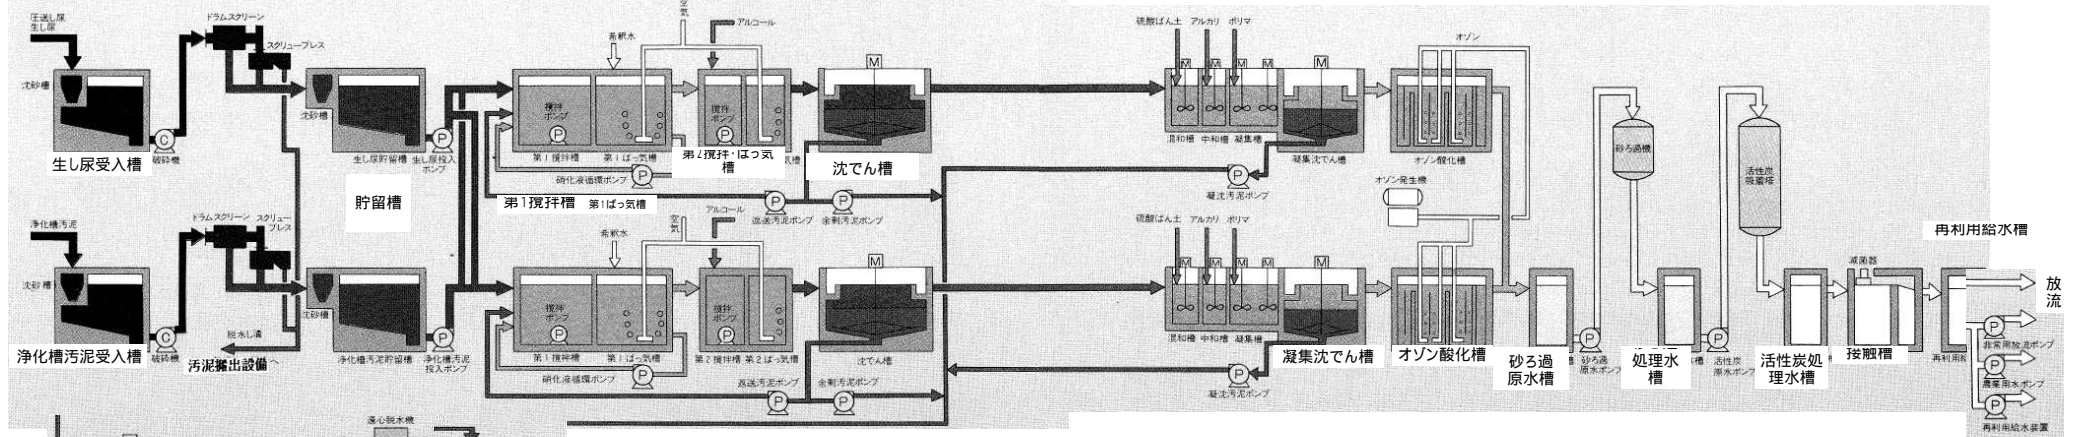 圧送し尿
生し尿
沈砂槽
生し尿受入槽
破砕機
ドラムスクリーン
スクリュープレス
沈砂槽
生し尿貯留槽
生し尿投入
ポンプ
貯留槽
希釈水
空気
アルコール
攪拌
ポンプ
第1攪拌槽
第1ばっ気槽
硝化液循環ポンプ
攪拌
ポンプ
第2攪拌・ばっ気
槽
沈でん槽
第1攪拌槽
第1ばっ気槽
返送汚泥ポンプ
余剰汚泥ポンプ
硫酸ばん土
アルカリ
ポリマ
混和槽
中和槽
凝集槽
凝集沈でん槽
凝沈汚泥ポンプ
オゾン
オゾン酸化槽
オゾン発生機
砂ろ過機
活性炭
吸着塔
浄化槽汚泥
沈砂槽
浄化槽汚泥受入槽
破砕機
ドラムスクリーン
スクリュー
プレス
脱水し渣
汚泥搬出設備へ
沈砂槽
浄化槽汚泥貯留槽
浄化槽汚泥
投入ポンプ
希釈水
空気
アルコール
攪拌
ポンプ
第1攪拌槽
第1ばっ気槽
硝化液循環ポンプ
攪拌
ポンプ
第2攪拌槽
第2ばっ気槽
沈でん槽
返送汚泥ポンプ
余剰汚泥ポンプ
硫酸ばん土
アルカリ
ポリマ
混和槽
中和槽
凝集槽
凝集沈でん槽
凝沈汚泥ポンプ
オゾン酸化槽
砂ろ過
原水槽
砂ろ過
原水ポンプ
処理水
槽
活性炭
原水ポンプ
活性炭処
理水槽
滅菌器
接触槽
再利用給水槽
放
流
非常用放流ポンプ
農業用水ポンプ
再利用給水装置
遠心脱水機